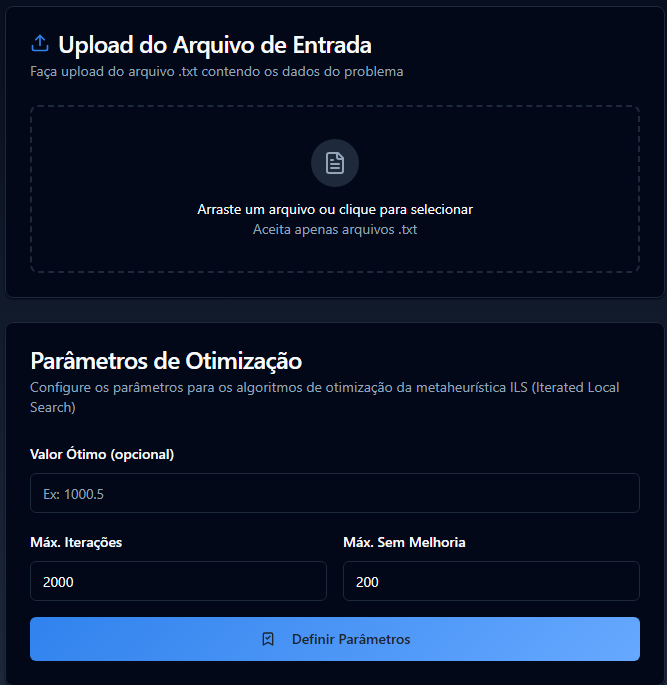 Upload do Arquivo de Entrada
Faça upload do arquivo .txt contendo os dados do problema
Arraste um arquivo ou clique para selecionar
Aceita apenas arquivos .txt
Parâmetros de Otimização
Configure os parâmetros para os algoritmos de otimização da metaheurística ILS (Iterated Local
Search)
Valor Ótimo (opcional)
Ex: 1000.5
Máx. Iterações
Máx. Sem Melhoria
2000
200
Definir Parâmetros